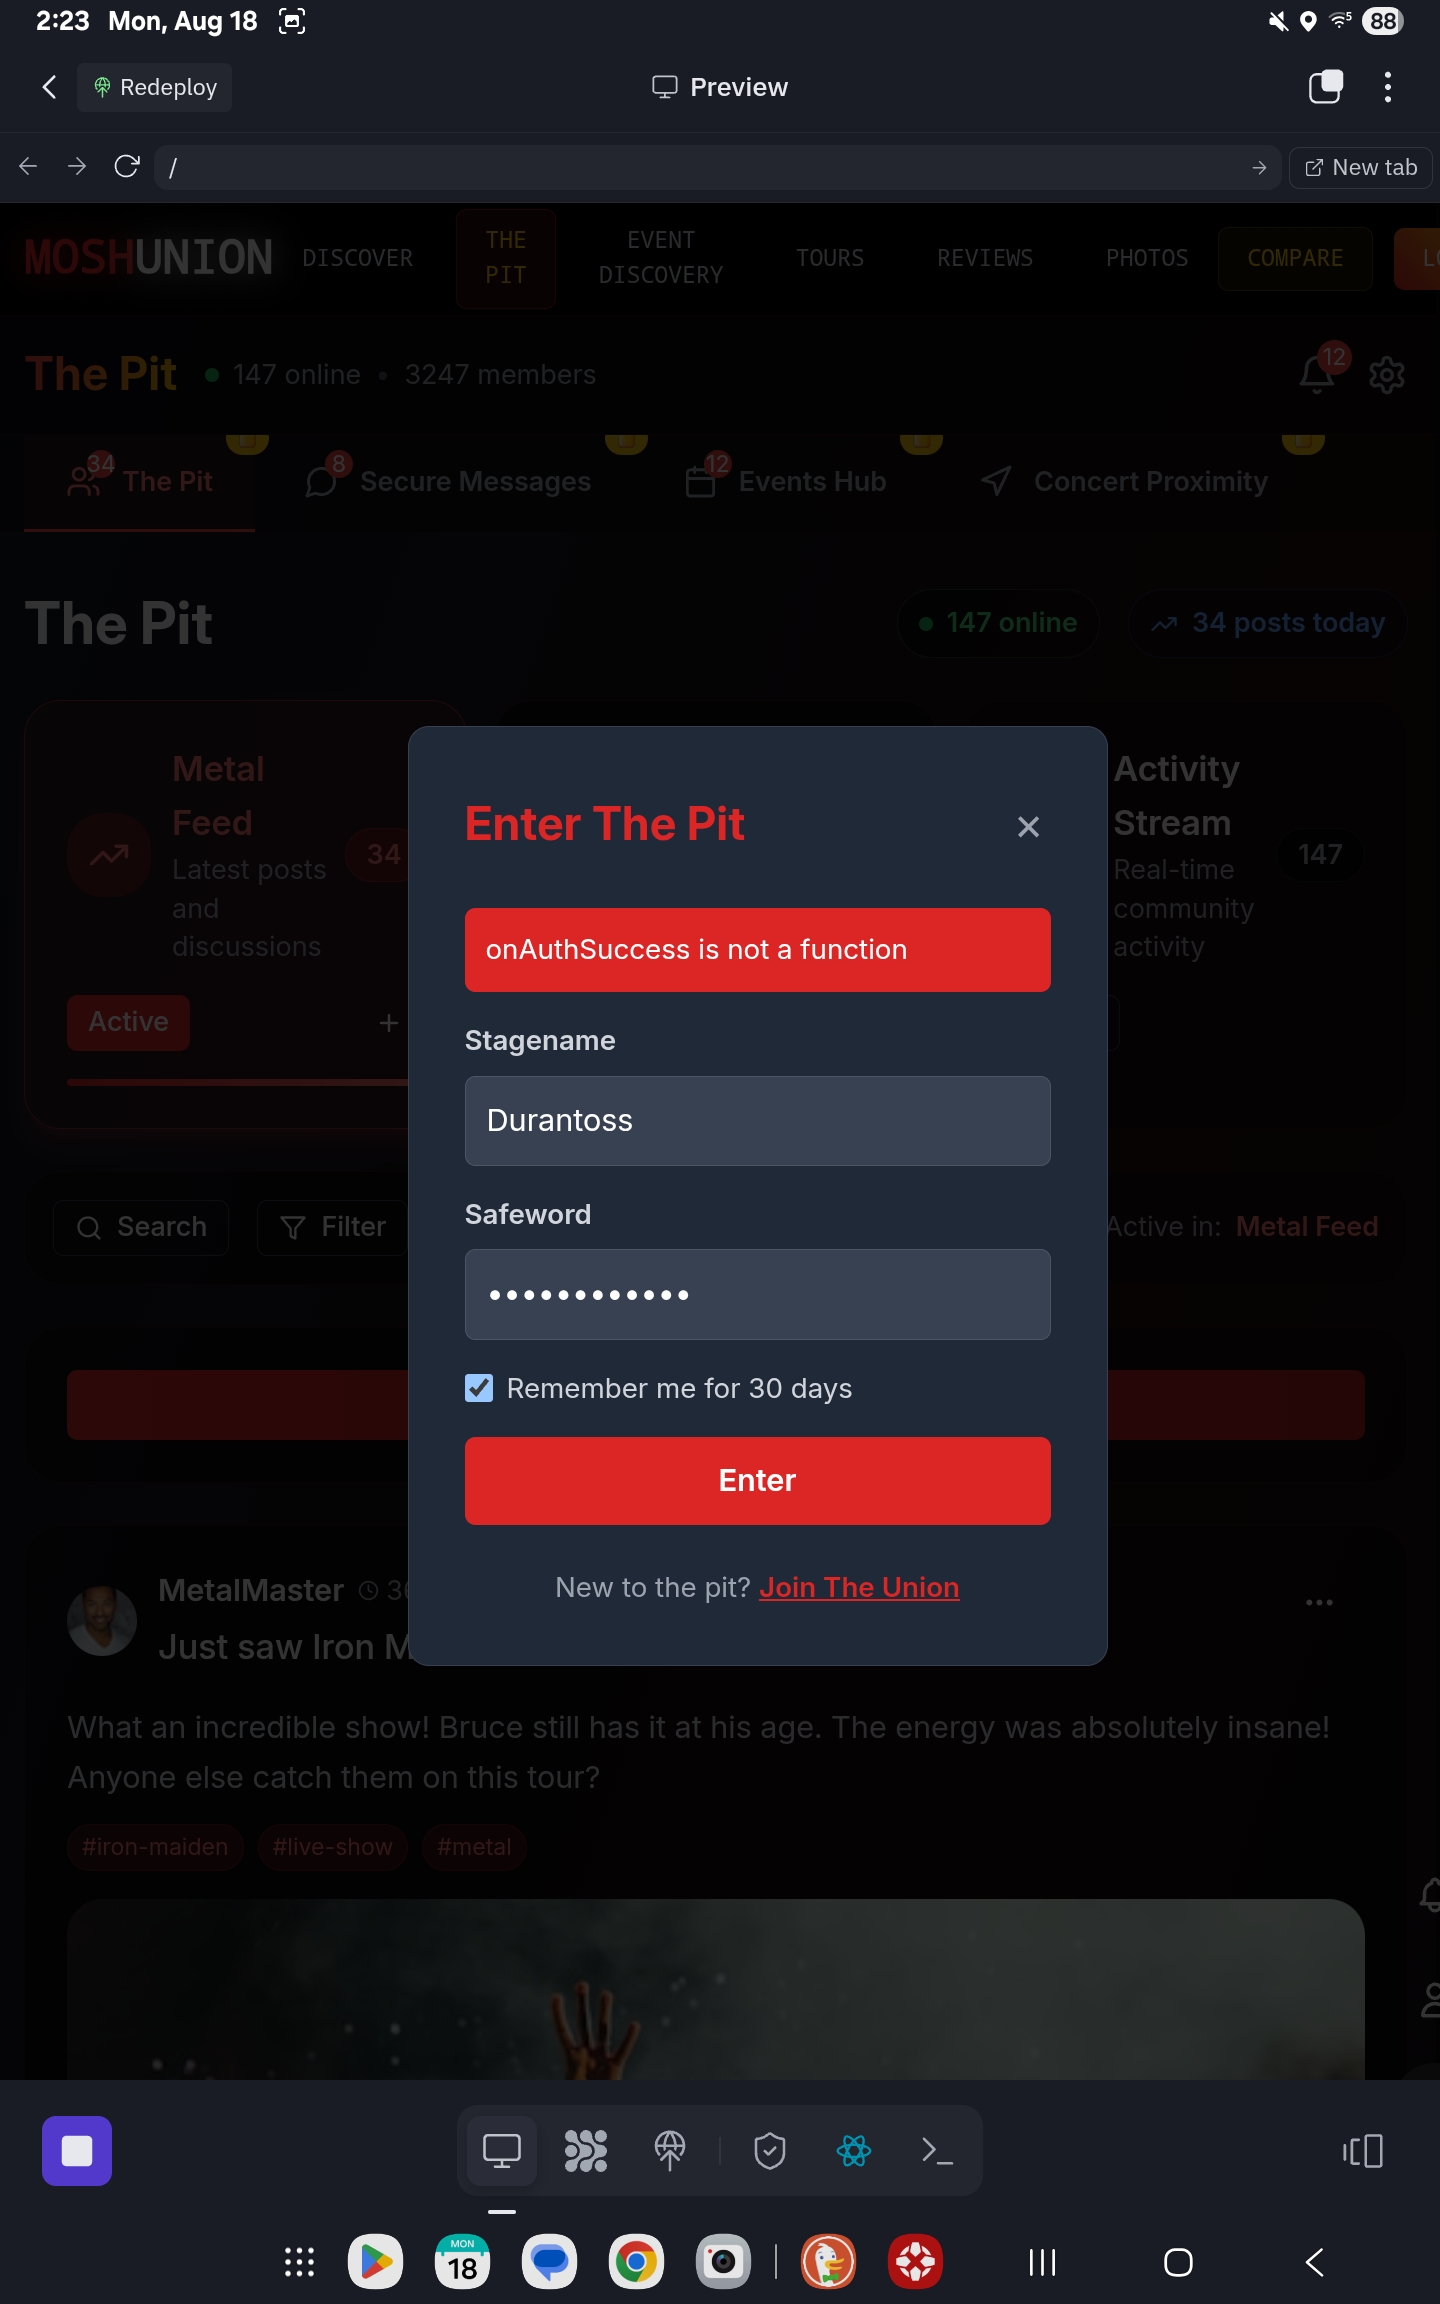 2:23 Mon, Aug 18
5 88
Redeploy
Preview
/
New tab
MOSHUNION
DISCOVER
THE
PIT
EVENT
DISCOVERY
TOURS
REVIEWS
PHOTOS
COMPARE
The Pit
147 online • 3247 members
12
34
The Pit
8
Secure Messages
12
Events Hub
Concert Proximity
The Pit
147 online
34 posts today
Metal
Feed
Latest posts
and
discussions
34
Active
+
Activity
Stream
Real-time
community
activity
147
Enter The Pit
×
onAuthSuccess is not a function
Stagename
Durantoss
Safeword
••••••••••••
Remember me for 30 days
Enter
New to the pit? Join The Union
Search
Filter
Active in: Metal Feed
MetalMaster
Just saw Iron
What an incredible show! Bruce still has it at his age. The energy was absolutely insane!
Anyone else catch them on this tour?
#iron-maiden
#live-show
#metal
MON
18